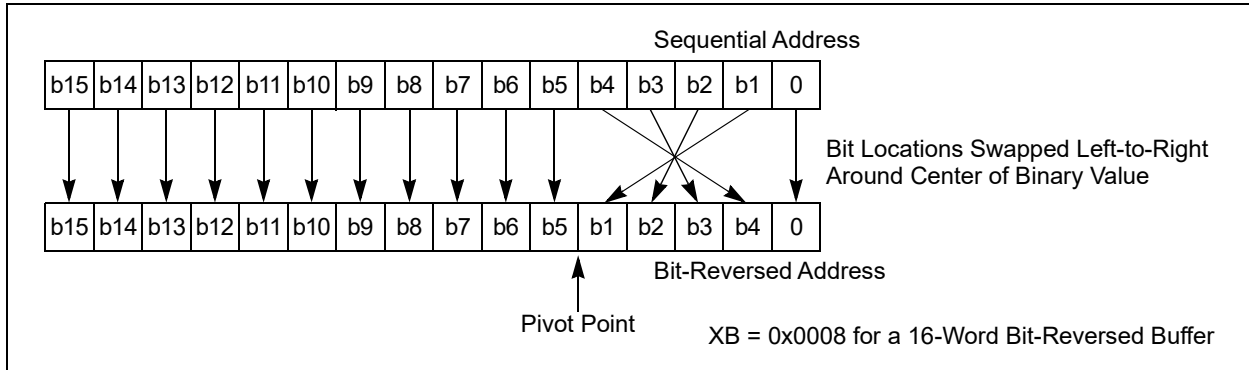 Sequential Address
b15 b14 b13 b12 b11 b10 b9 b8 b7 b6 b5 b4 b3 b2 b1 0
Bit Locations Swapped Left-to-Right
Around Center of Binary Value
b15 b14 b13 b12 b11 b10 b9 b8 b7 b6 b5 b1 b2 b3 b4 0
Bit-Reversed Address
Pivot Point
XB = 0x0008 for a 16-Word Bit-Reversed Buffer